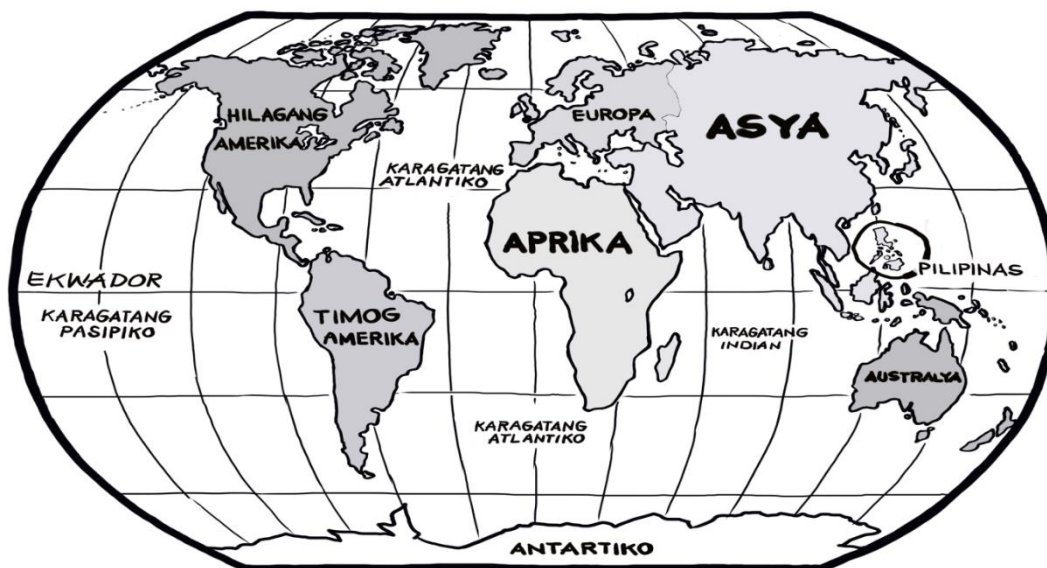 HILAGANG
AMERIKA
EUROPA
ASYA
KARAGATANG
ATLANTIKO
APRIKA
PILIPINAS
EKWADOR
KARAGATANG
PASIPIKO
TIMOG
AMERIKA
KARAGATANG
INDIAN
AUSTRALYA
KARAGATANG
ATLANTIKO
ANTARTIKO